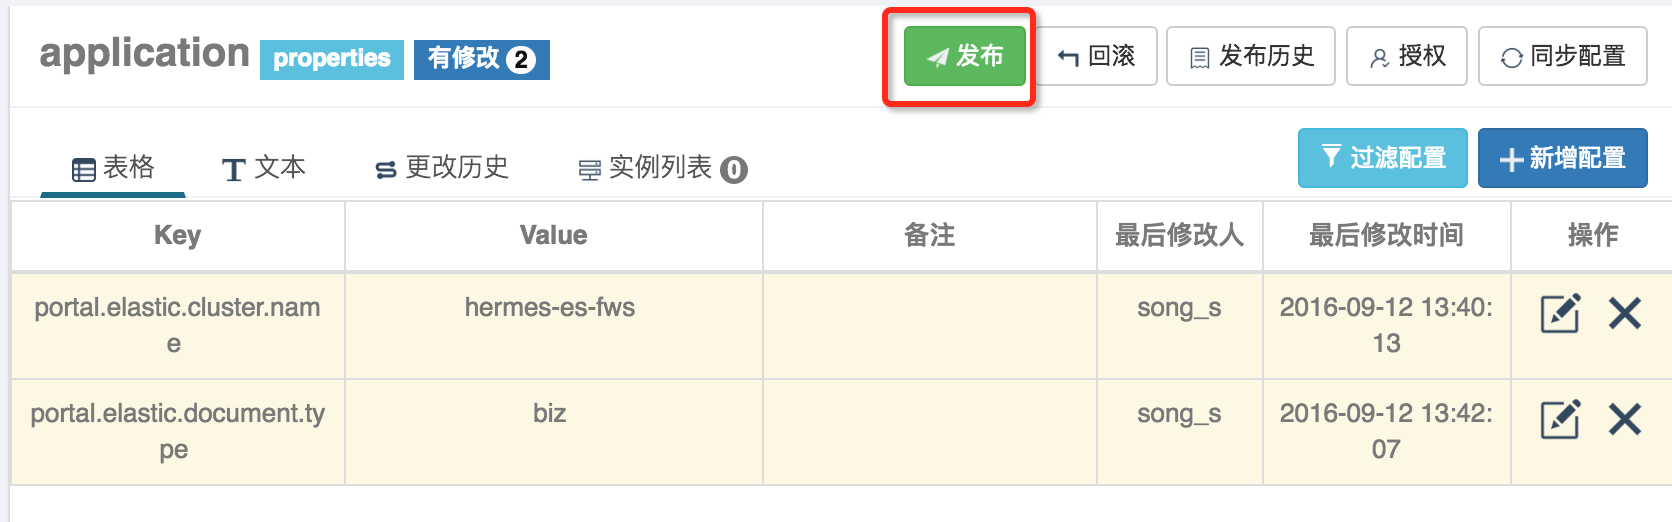 application properties 有修改 2 发布 回滚 发布历史 授权 同步配置
表格 文本 更改历史 实例列表 0 过滤配置 新增配置
Key Value 备注 最后修改人 最后修改时间 操作
portal.elastic.cluster.nam hermes-es-fws song_s 2016-09-12 13:40:
e 13
portal.elastic.document.ty biz song_s 2016-09-12 13:42:
pe 07